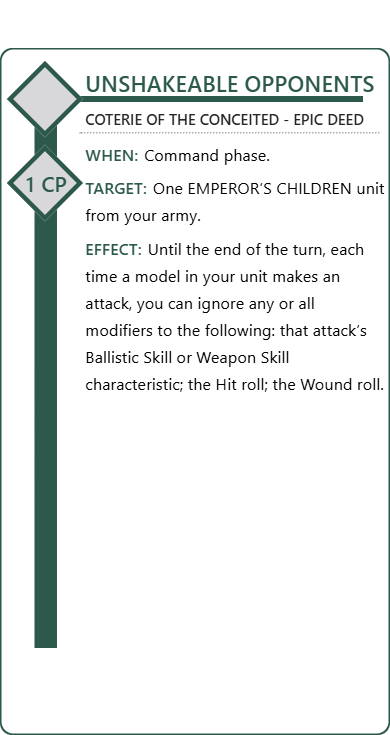 UNSHAKEABLE OPPONENTS
COTERIE OF THE CONCEITED - EPIC DEED
WHEN: Command phase.
1 CP
TARGET: One EMPEROR’S CHILDREN unit
from your army.
EFFECT: Until the end of the turn, each
time a model in your unit makes an
attack, you can ignore any or all
modifiers to the following: that attack’s
Ballistic Skill or Weapon Skill
characteristic; the Hit roll; the Wound roll.